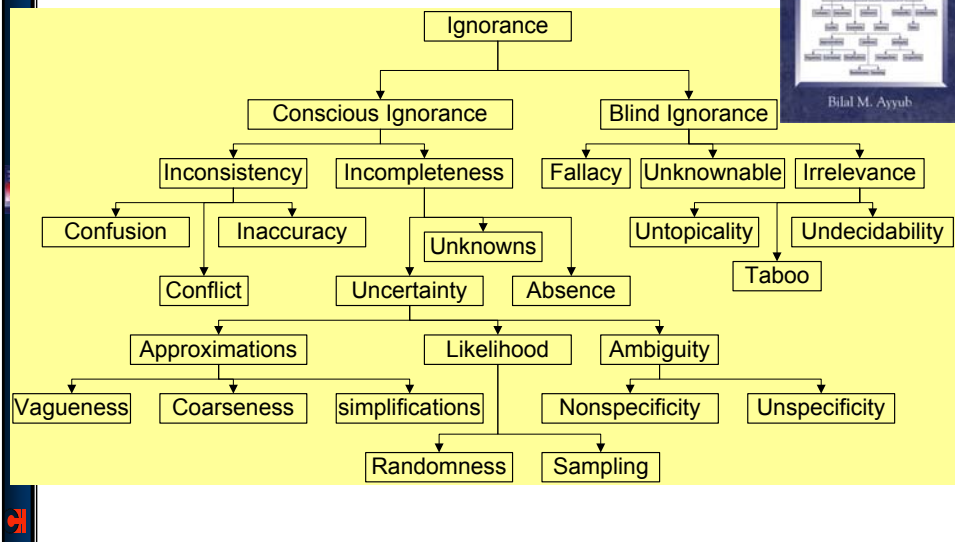 Ignorance
Bilal M. Ayyub
Conscious Ignorance
Blind Ignorance
Inconsistency
Incompleteness
Fallacy
Unknownable
Irrelevance
Confusion
Inaccuracy
Unknowns
Untopicality
Undecidability
Conflict
Uncertainty
Absence
Taboo
Approximations
Likelihood
Ambiguity
Vagueness
Coarseness
simplifications
Nonspecificity
Unspecificity
Randomness
Sampling